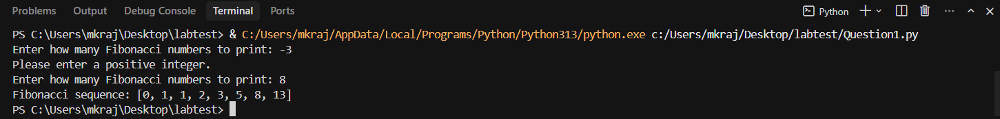 Problems Output Debug Console Terminal Ports Python
PS C:\Users\mkraj\Desktop\labtest> & C:/Users/mkraj/AppData/Local/Programs/Python/Python313/python.exe c:/Users/mkraj/Desktop/labtest/Question1.py
Enter how many Fibonacci numbers to print: -3
Please enter a positive integer.
Enter how many Fibonacci numbers to print: 8
Fibonacci sequence: [0, 1, 1, 2, 3, 5, 8, 13]
PS C:\Users\mkraj\Desktop\labtest>